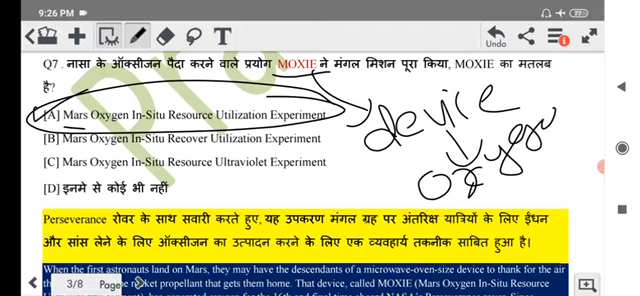 9:26 PM
77
T
Undo
3
Q7 . नासा के ऑक्सीजन पैदा करने वाले प्रयोग MOXIE ने मंगल मिशन पूरा किया, MOXIE का मतलब
है?
[A] Mars Oxygen In-Situ Resource Utilization Experiment
[B] Mars Oxygen In-Situ Recover Utilization Experiment
[C] Mars Oxygen In-Situ Resource Ultraviolet Experiment
[D] इनमे से कोई भी नहीं
device
oxygen
Perseverance रोवर के साथ सवारी करते हुए, यह उपकरण मंगल ग्रह पर अंतरिक्ष यात्रियों के लिए ईंधन
और सांस लेने के लिए ऑक्सीजन का उत्पादन करने के लिए एक व्यवहार्य तकनीक साबित हुआ है।
When the first astronauts land on Mars, they may have the descendants of a microwave-oven-size device to thank for the air
rocket propellant that gets them home. That device, called MOXIE (Mars Oxygen In-Situ Resource
3/8